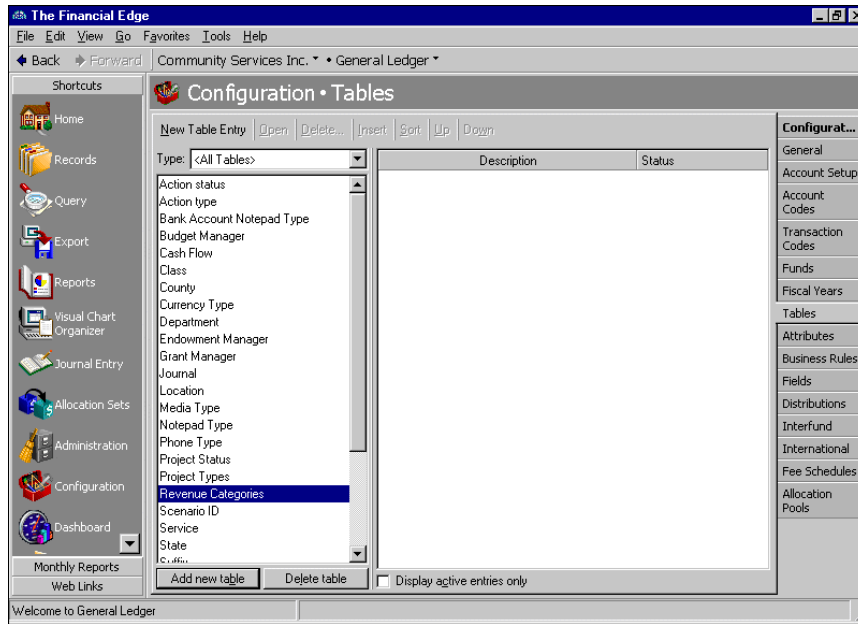 The Financial Edge
File Edit View Go Favorites Tools Help
Back Forward Community Services Inc. • General Ledger
Shortcuts
Home
Records
Query
Export
Reports
Visual Chart
Organizer
Journal Entry
Allocation Sets
Administration
Configuration
Dashboard
Monthly Reports
Web Links
Configuration • Tables
New Table Entry Open Delete... Insert Sort Up Down
Type: <All Tables>
Action status
Action type
Bank Account Notepad Type
Budget Manager
Cash Flow
Class
County
Currency Type
Department
Endowment Manager
Grant Manager
Journal
Location
Media Type
Notepad Type
Phone Type
Project Status
Project Types
Revenue Categories
Scenario ID
Service
State
Add new table Delete table
Description Status
Display active entries only
Configurat...
General
Account Setup
Account
Codes
Transaction
Codes
Funds
Fiscal Years
Tables
Attributes
Business Rules
Fields
Distributions
Interfund
International
Fee Schedules
Allocation
Pools
Welcome to General Ledger